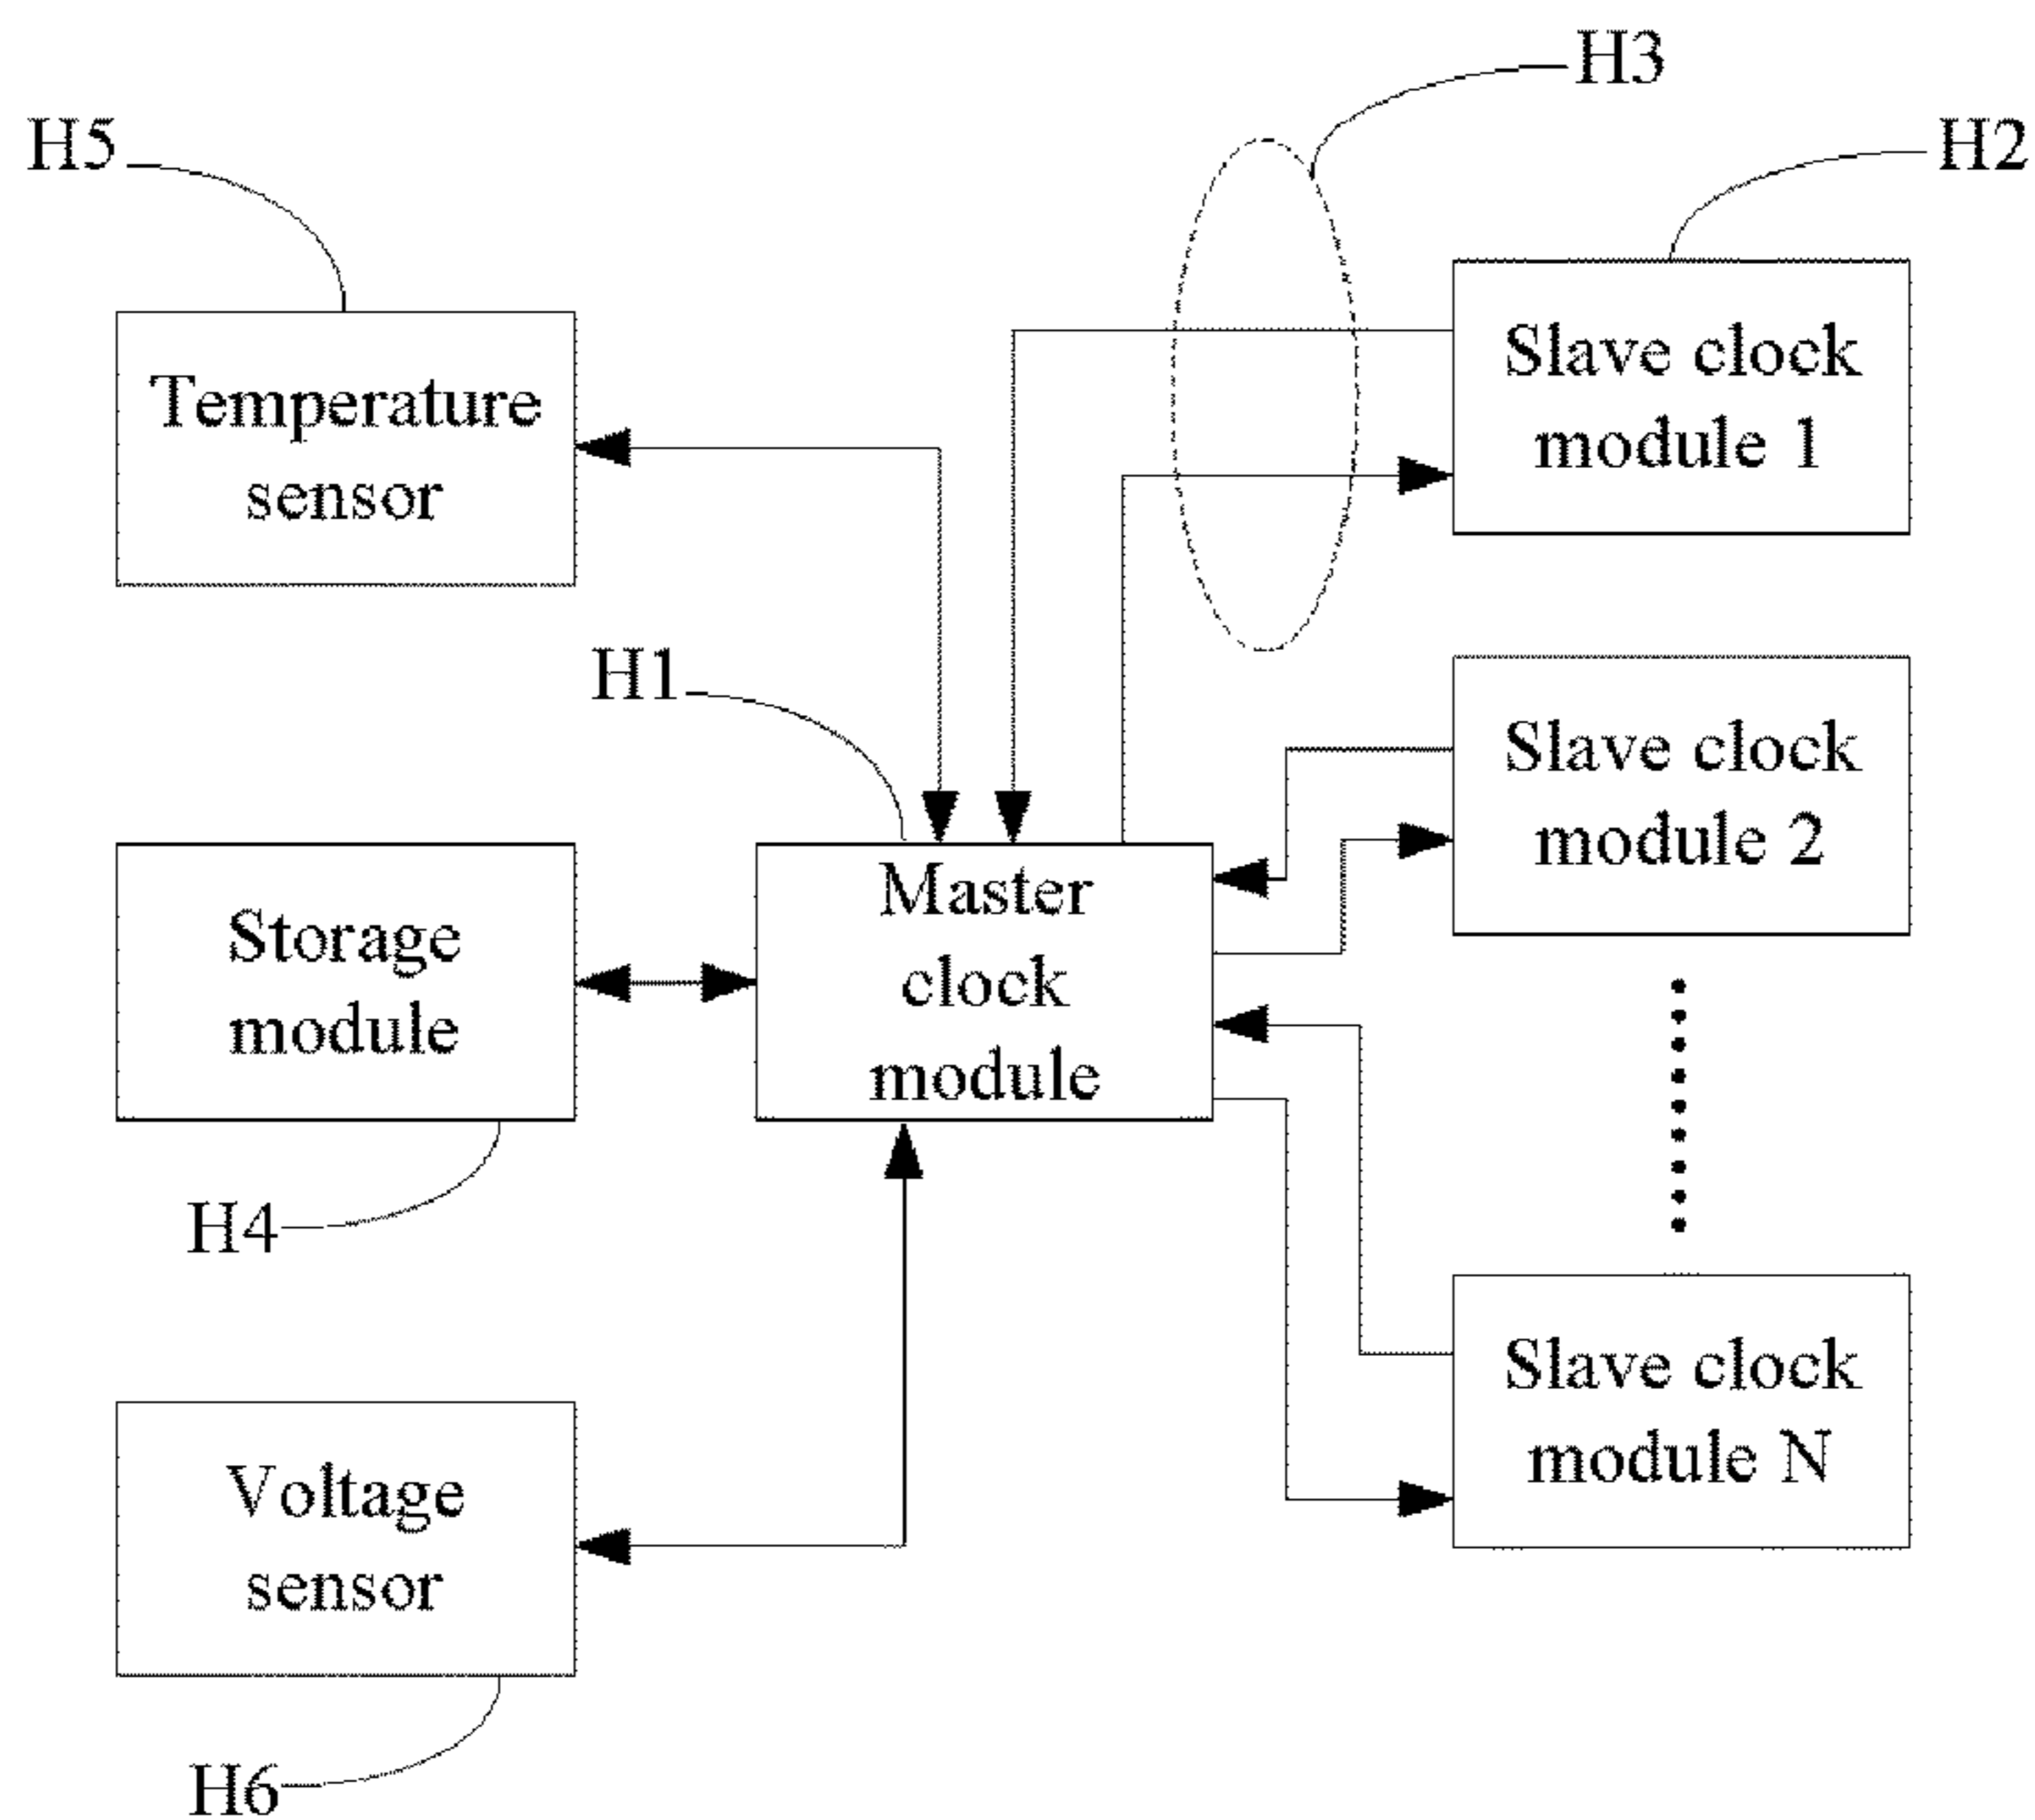 H3
H5
H2
Temperature
sensor
Slave clock
module 1
H1
Slave clock
module 2
Storage
module
Master
clock
module
H4
Slave clock
module N
Voltage
sensor
H6